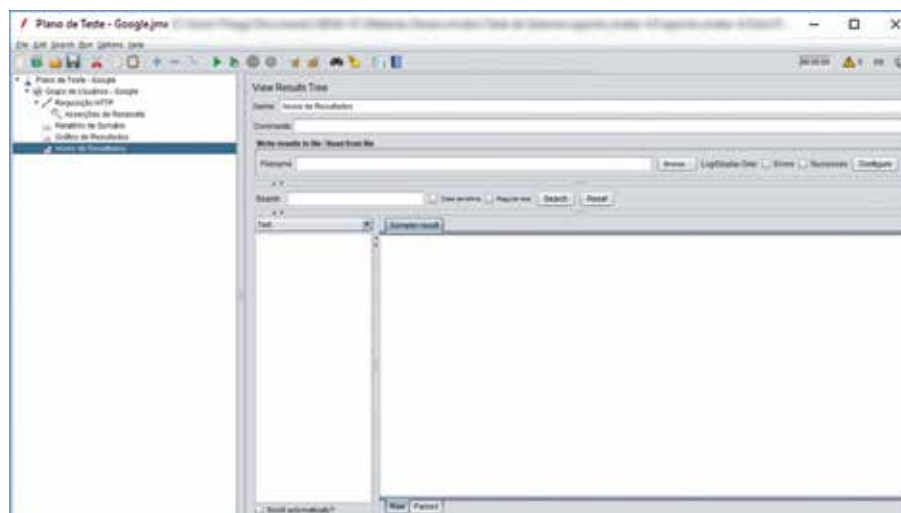 Plano de Teste - Google.jmx
File Edit Search Run Options Help
Plano de Teste - Google
Grupo de Usuários - Google
Requisição HTTP
Asserções de Resposta
Relatório de Sumário
Gráfico de Resultados
View Results Tree
Name:
Comments:
Write results to file / Read from file
Filename
Browse... Log/Display Only: Errors Successes Configure
Search: Case sensitive Regular exp. Search Reset
Text
Sampler result
Scroll automatically?
Raw Parsed